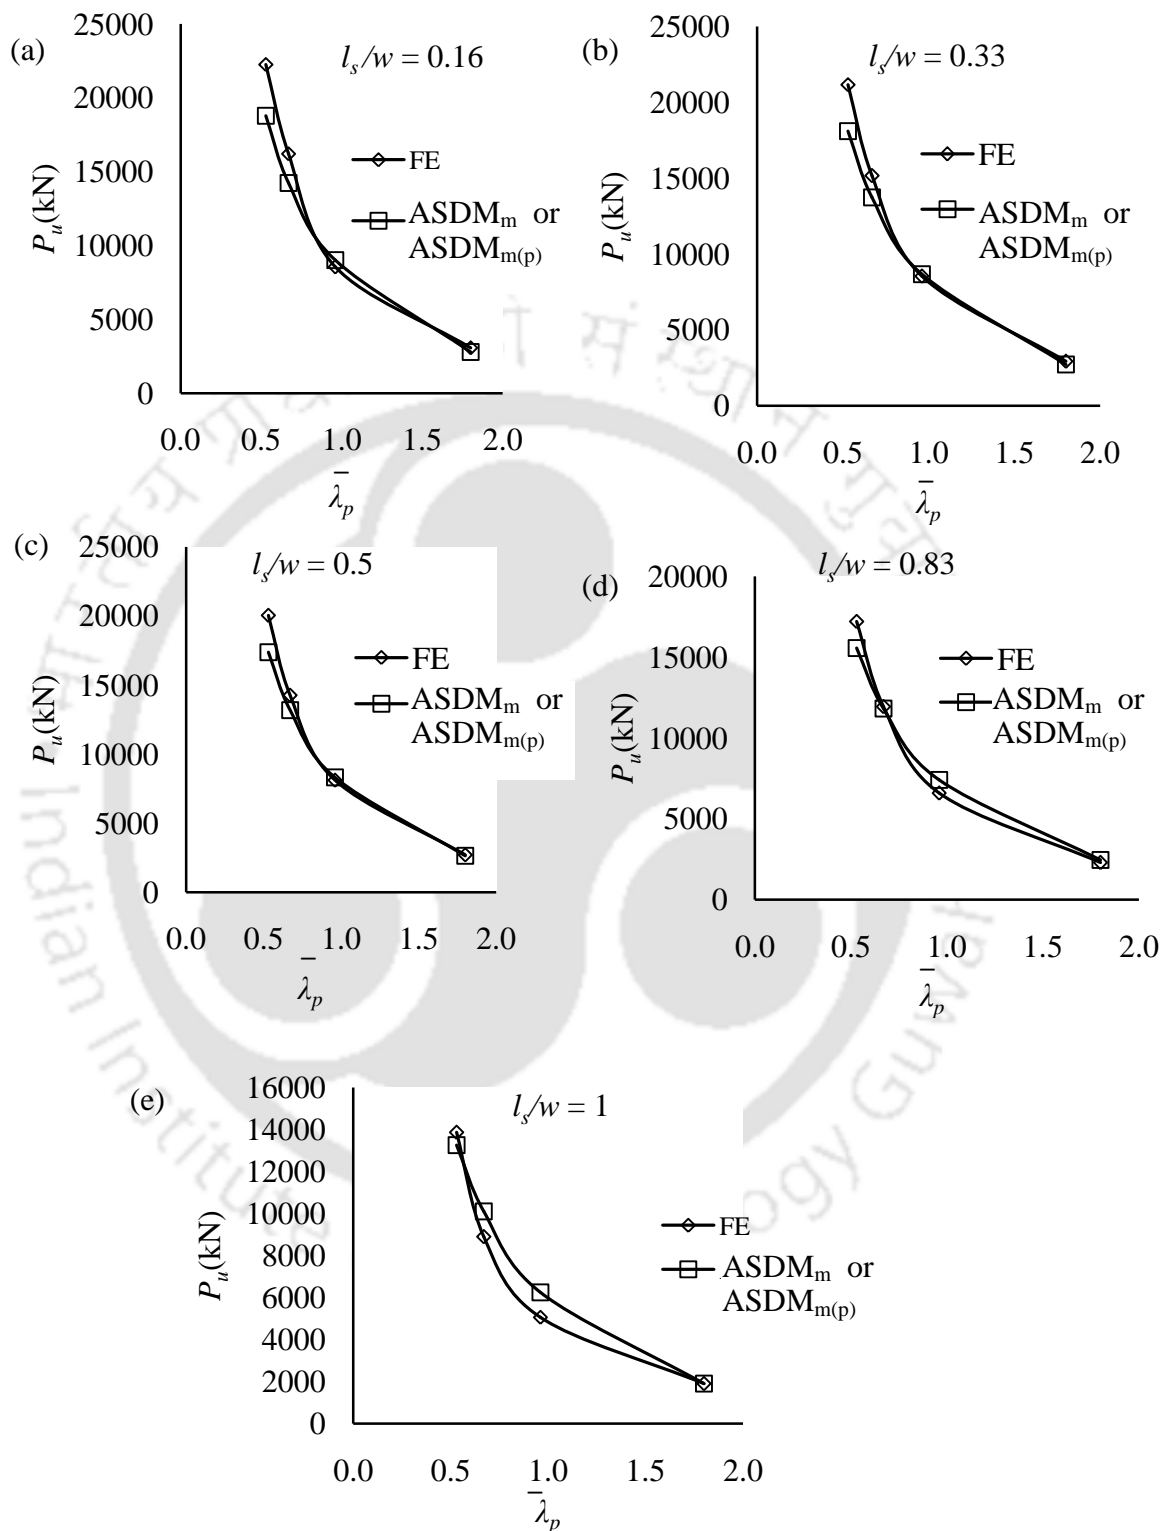 (a)
25000
20000
15000
10000
5000
0
P_u(kN)
l_s/w = 0.16
FE
ASDM_m or
ASDM_m(p)
0.0 0.5 1.0 1.5 2.0
λ̄_p
(b)
25000
20000
15000
10000
5000
0
P_u(kN)
l_s/w = 0.33
FE
ASDM_m or
ASDM_m(p)
0.0 0.5 1.0 1.5 2.0
λ̄_p
(c)
25000
20000
15000
10000
5000
0
P_u(kN)
l_s/w = 0.5
FE
ASDM_m or
ASDM_m(p)
0.0 0.5 1.0 1.5 2.0
λ̄_p
(d)
20000
15000
10000
5000
0
P_u(kN)
l_s/w = 0.83
FE
ASDM_m or
ASDM_m(p)
0.0 0.5 1.0 1.5 2.0
λ̄_p
(e)
16000
14000
12000
10000
8000
6000
4000
2000
0
P_u(kN)
l_s/w = 1
FE
ASDM_m or
ASDM_m(p)
0.0 0.5 1.0 1.5 2.0
λ̄_p
Indian Institute